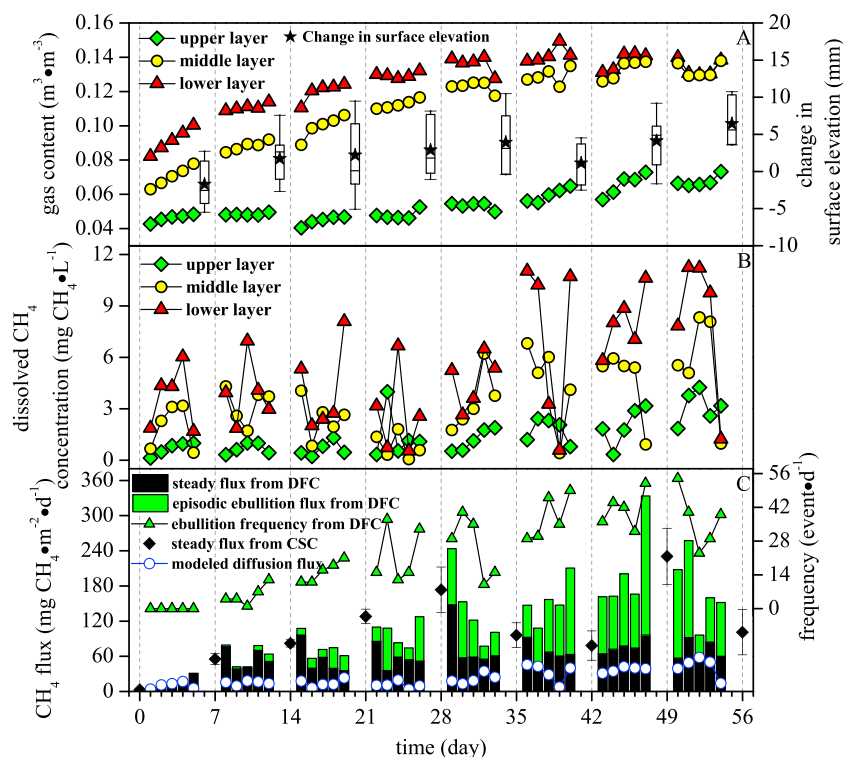 0.16
0.14
0.12
0.10
0.08
0.06
0.04
gas content (m³•m⁻³)
upper layer
middle layer
lower layer
Change in surface elevation
A
20
15
10
5
0
-5
-10
change in
surface elevation (mm)
12
9
6
3
0
dissolved CH₄
concentration (mg CH₄•L⁻¹)
upper layer
middle layer
lower layer
B
360
300
240
180
120
60
0
CH₄ flux (mg CH₄•m⁻²•d⁻¹)
steady flux from DFC
episodic ebullition flux from DFC
ebullition frequency from DFC
steady flux from CSC
modeled diffusion flux
C
56
42
28
14
0
frequency (event•d⁻¹)
0 7 14 21 28 35 42 49 56
time (day)